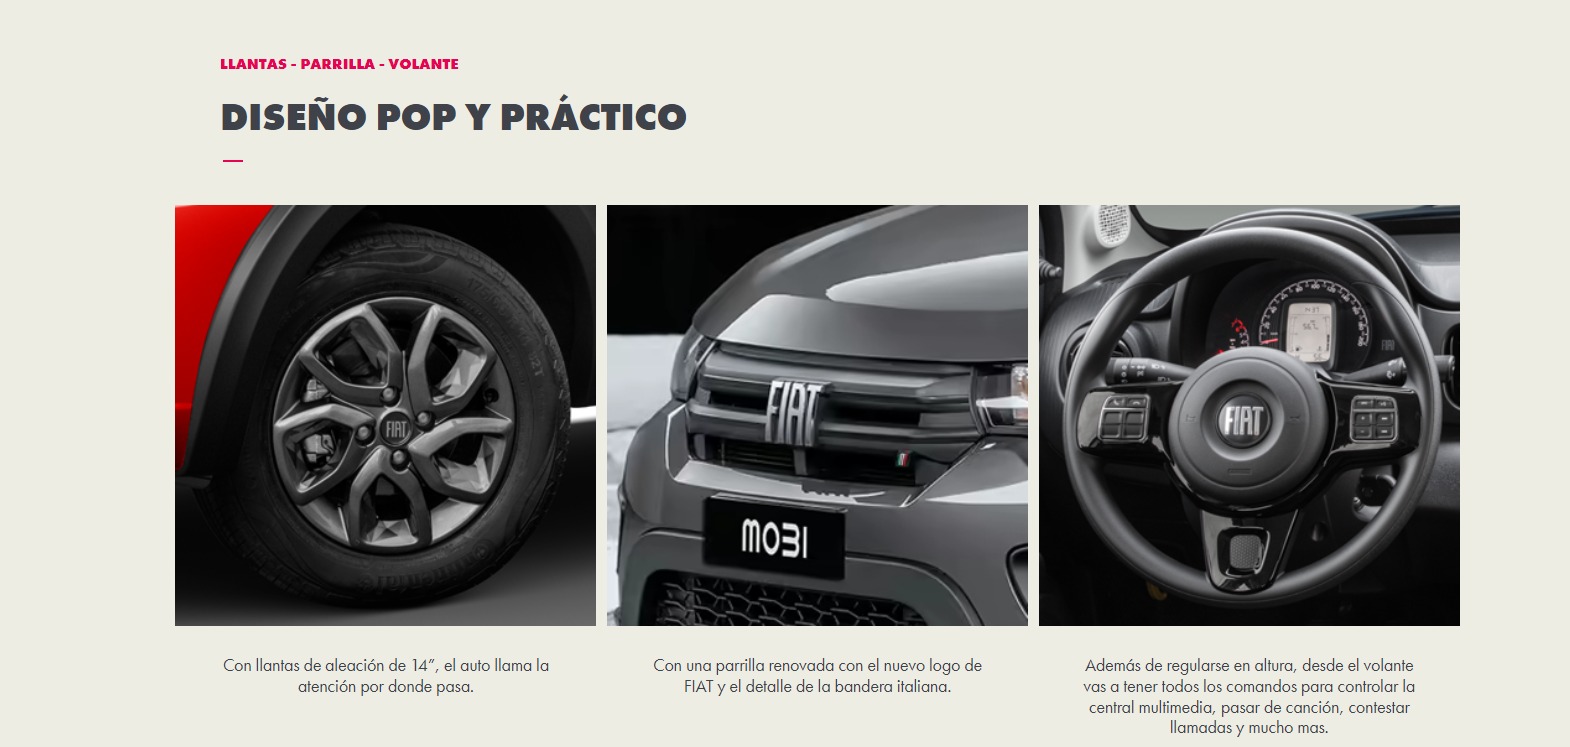 LLANTAS - PARRILLA - VOLANTE
DISEÑO POP Y PRÁCTICO
FIAT
FIAT
MOBI
FIAT
Con llantas de aleación de 14”, el auto llama la
atención por donde pasa.
Con una parrilla renovada con el nuevo logo de
FIAT y el detalle de la bandera italiana.
Además de regularse en altura, desde el volante
vas a tener todos los comandos para controlar la
central multimedia, pasar de canción, contestar
llamadas y mucho mas.